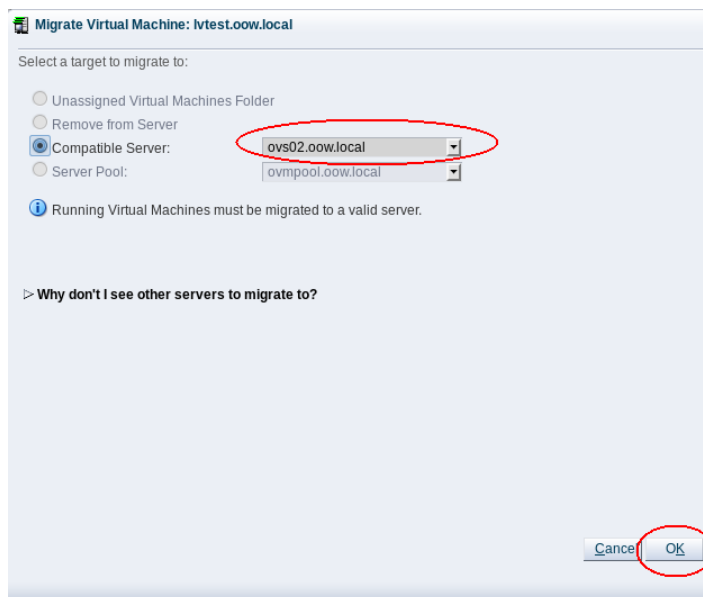 Migrate Virtual Machine: lvtest.oow.local
Select a target to migrate to:
Unassigned Virtual Machines Folder
Remove from Server
Compatible Server: ovs02.oow.local
Server Pool: ovmpool.oow.local
Running Virtual Machines must be migrated to a valid server.
Why don't I see other servers to migrate to?
Cancel OK